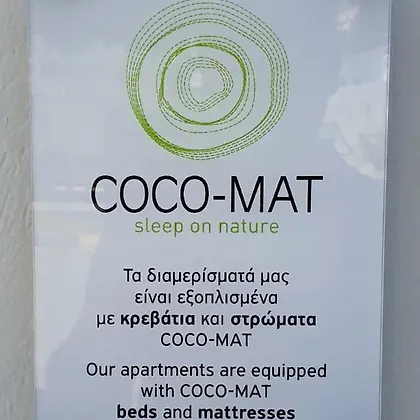 COCO-MAT
sleep on nature
Τα διαμερίσματά μας
είναι εξοπλισμένα
με κρεβάτια και στρώματα
COCO-MAT
Our apartments are equipped
with COCO-MAT
beds and mattresses